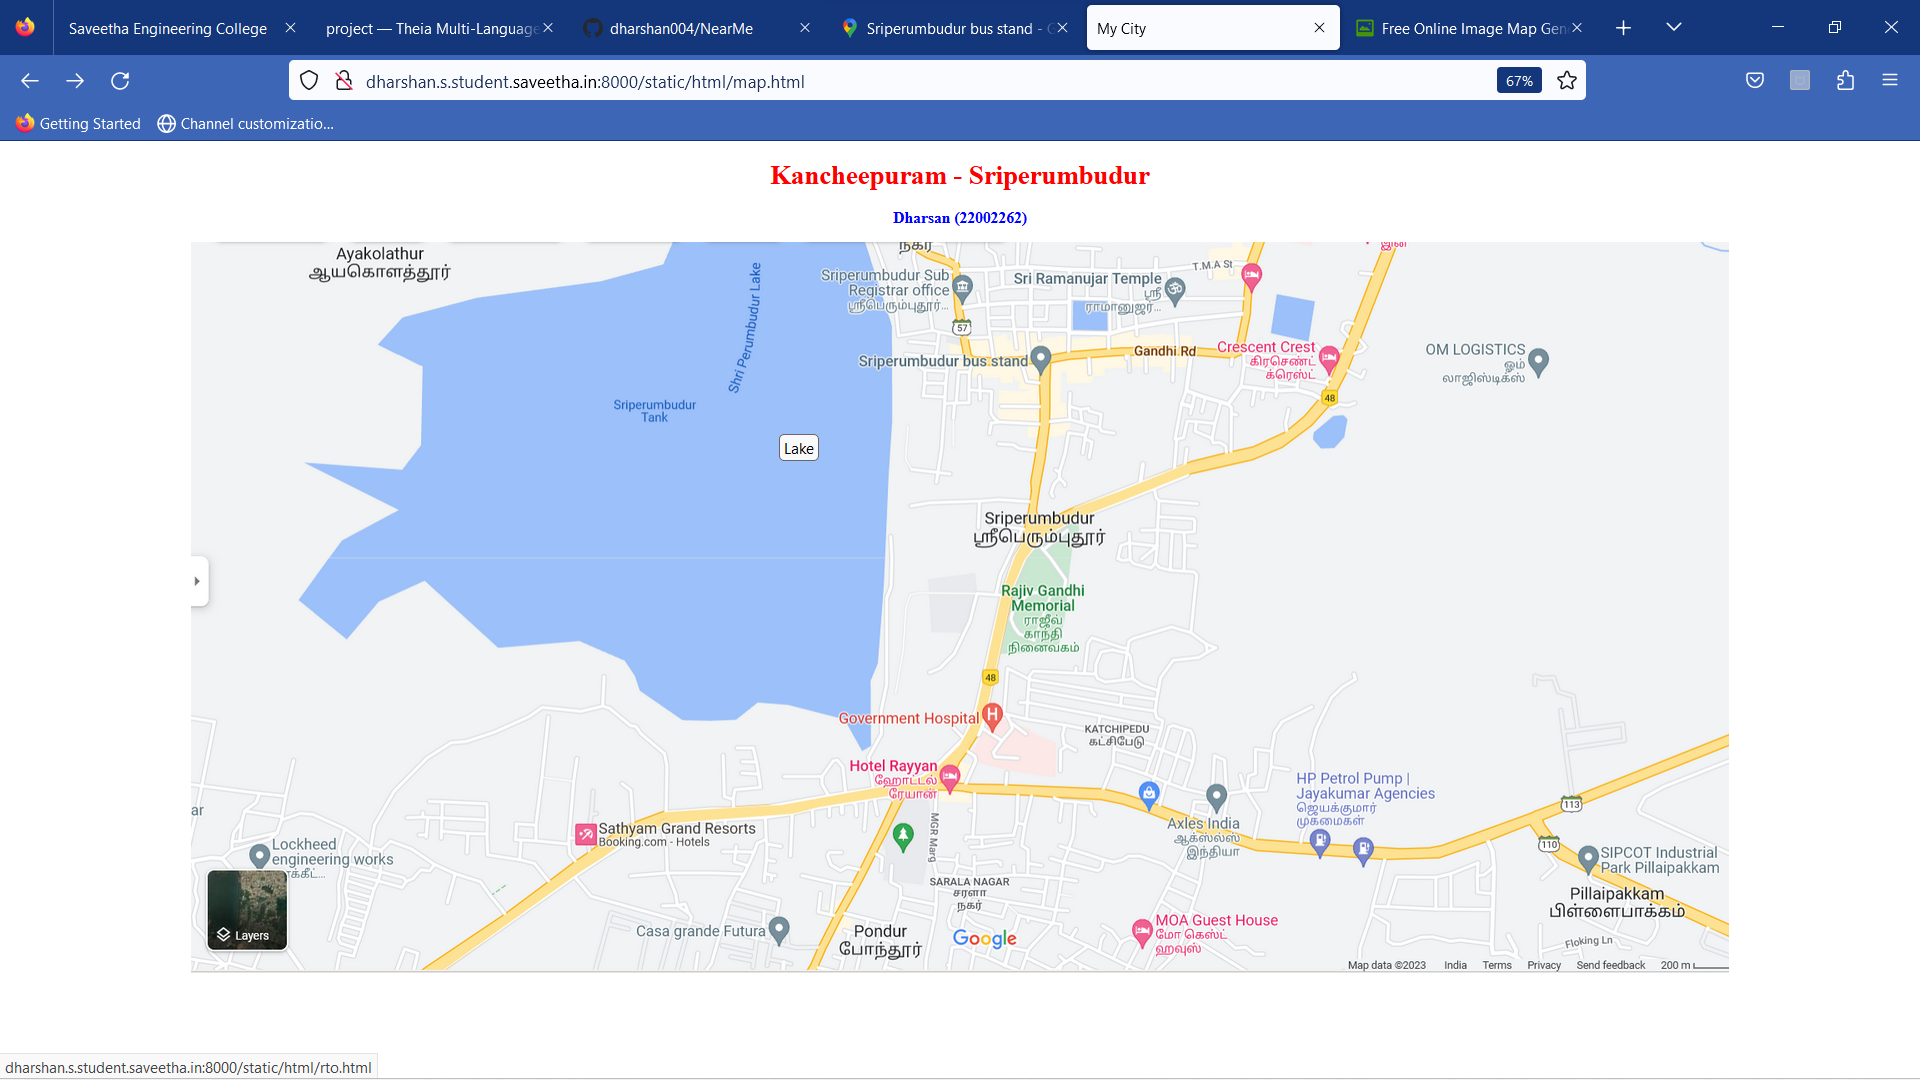 Saveetha Engineering College
project — Theia Multi-Language
dharshan004/NearMe
Sriperumbudur bus stand -
My City
Free Online Image Map Gen
dharshan.s.student.saveetha.in:8000/static/html/map.html
67%
Getting Started
Channel customizatio...
Kancheepuram - Sriperumbudur
Dharsan (22002262)
Ayakolathur
ஆயகொளத்தூர்
Shri Perumbudur Lake
Sriperumbudur
Tank
Lake
நகர்
Sriperumbudur Sub
Registrar office
ஸ்ரீபெரும்புதூர்...
57
Sri Ramanujar Temple
ஸ்ரீ
ராமானுஜர்...
T.M.A St
Sriperumbudur bus stand
Gandhi Rd
Crescent Crest
கிரசெண்ட்
க்ரெஸ்ட்
48
OM LOGISTICS
ஓம்
லாஜிஸ்டிக்ஸ்
Sriperumbudur
ஸ்ரீபெரும்புதூர்
Rajiv Gandhi
Memorial
ராஜீவ்
காந்தி
நினைவகம்
48
Government Hospital
H
KATCHIPEDU
கட்சிபேடு
Hotel Rayyan
ஹோட்டல்
ரேயான்
HP Petrol Pump |
Jayakumar Agencies
ஜெயக்குமார்
முகமைகள்
113
110
ar
Sathyam Grand Resorts
Booking.com - Hotels
MGR Marg
Axles India
ஆக்ஸ்ல்ஸ்
இந்தியா
Lockheed
engineering works
SIPCOT Industrial
Park Pillaipakkam
SARALA NAGAR
சரளா
நகர்
Pillaipakkam
பிள்ளைபாக்கம்
Layers
Casa grande Futura
Pondur
போந்தூர்
Google
MOA Guest House
மோ கெஸ்ட்
ஹவுஸ்
Floking Ln
Map data ©2023 India Terms Privacy Send feedback 200 m
dharshan.s.student.saveetha.in:8000/static/html/rto.html